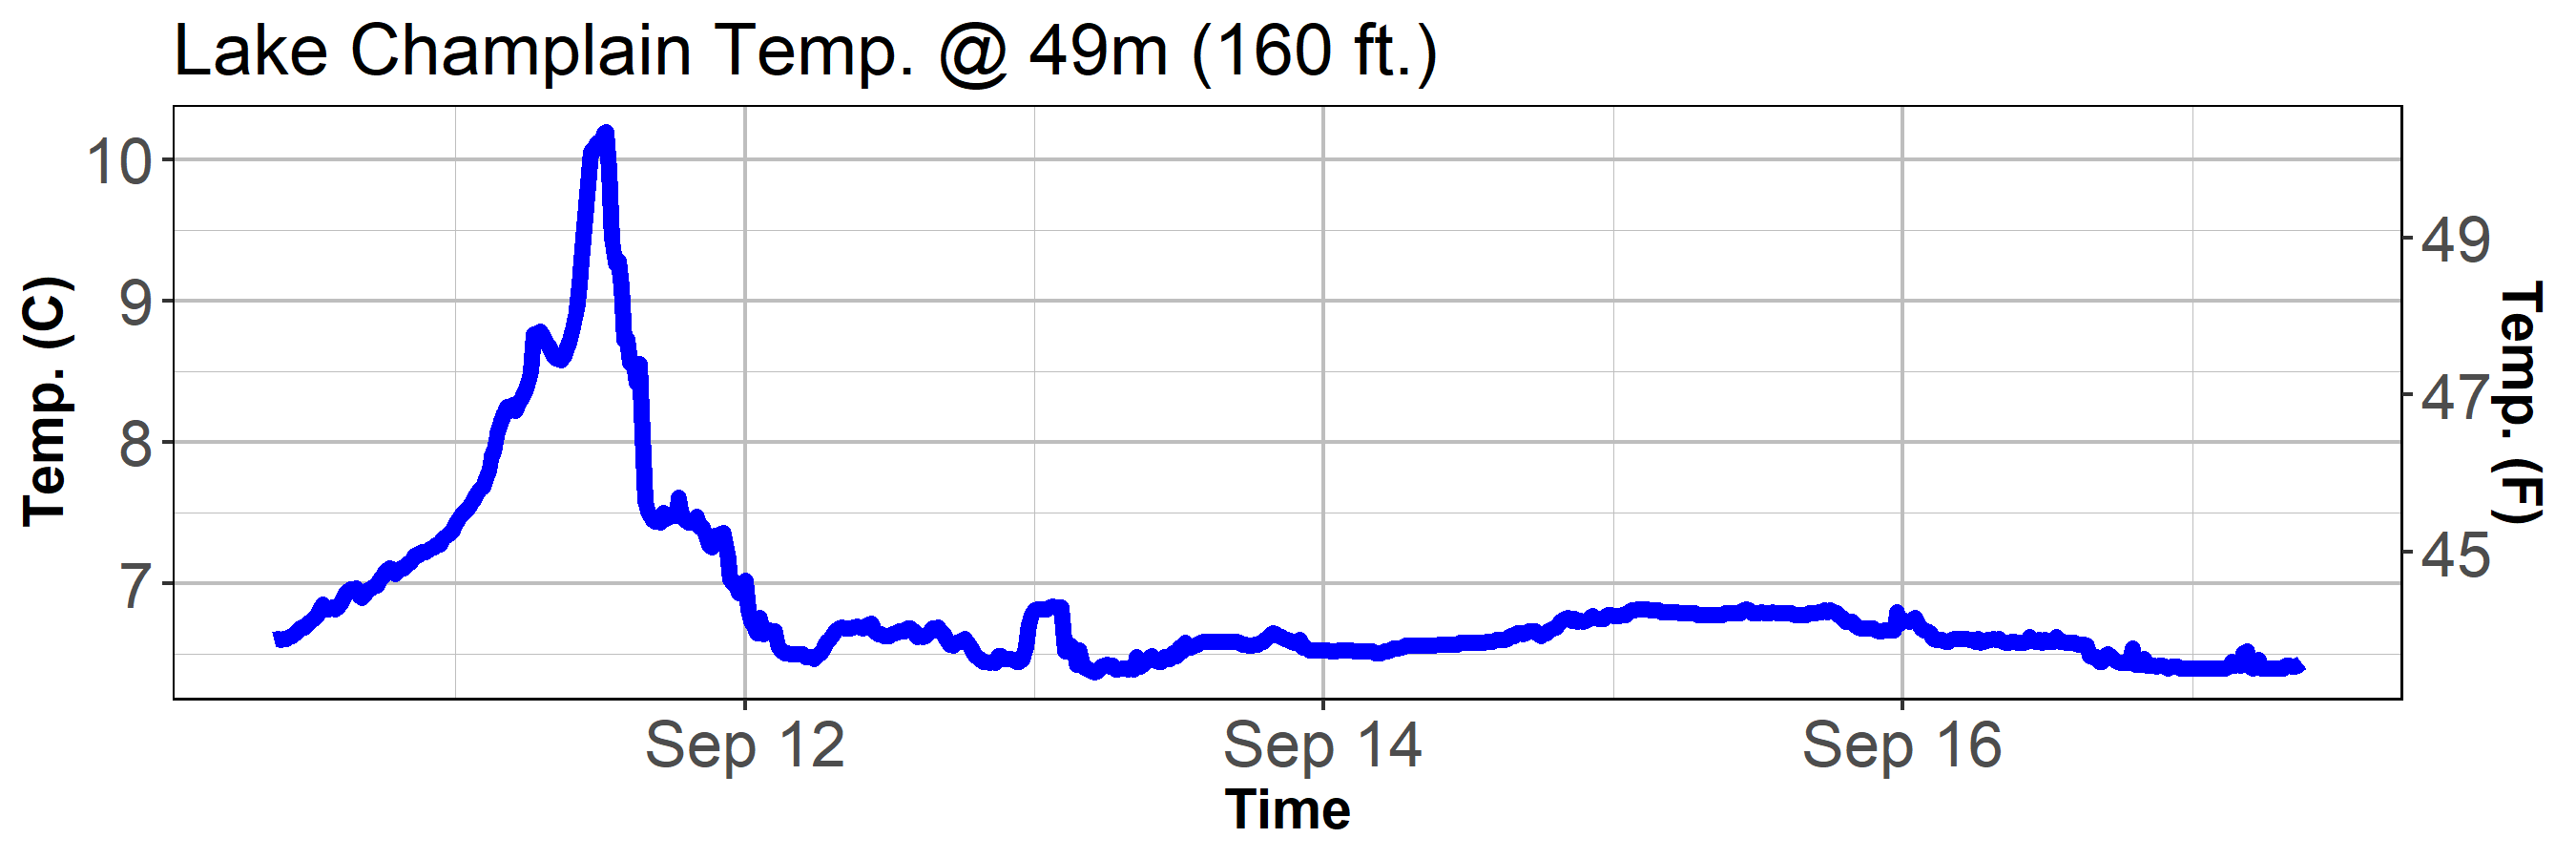 Lake Champlain Temp. @ 49m (160 ft.)
10
9
8
7
Temp. (C)
49
47
45
Temp. (F)
Sep 12
Sep 14
Sep 16
Time